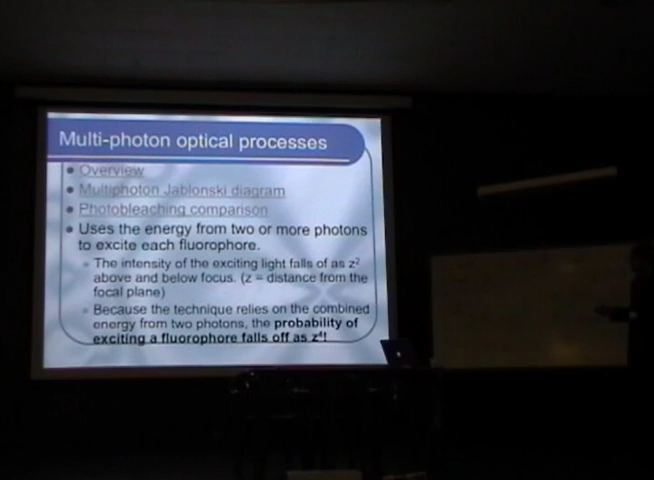 Multi-photon optical processes
Overview
Multiphoton Jablonski diagram
Photobleaching comparison
Uses the energy from two or more photons
to excite each fluorophore.
The intensity of the exciting light falls of as z²
above and below focus. (z = distance from the
focal plane)
Because the technique relies on the combined
energy from two photons, the probability of
exciting a fluorophore falls off as z⁴!